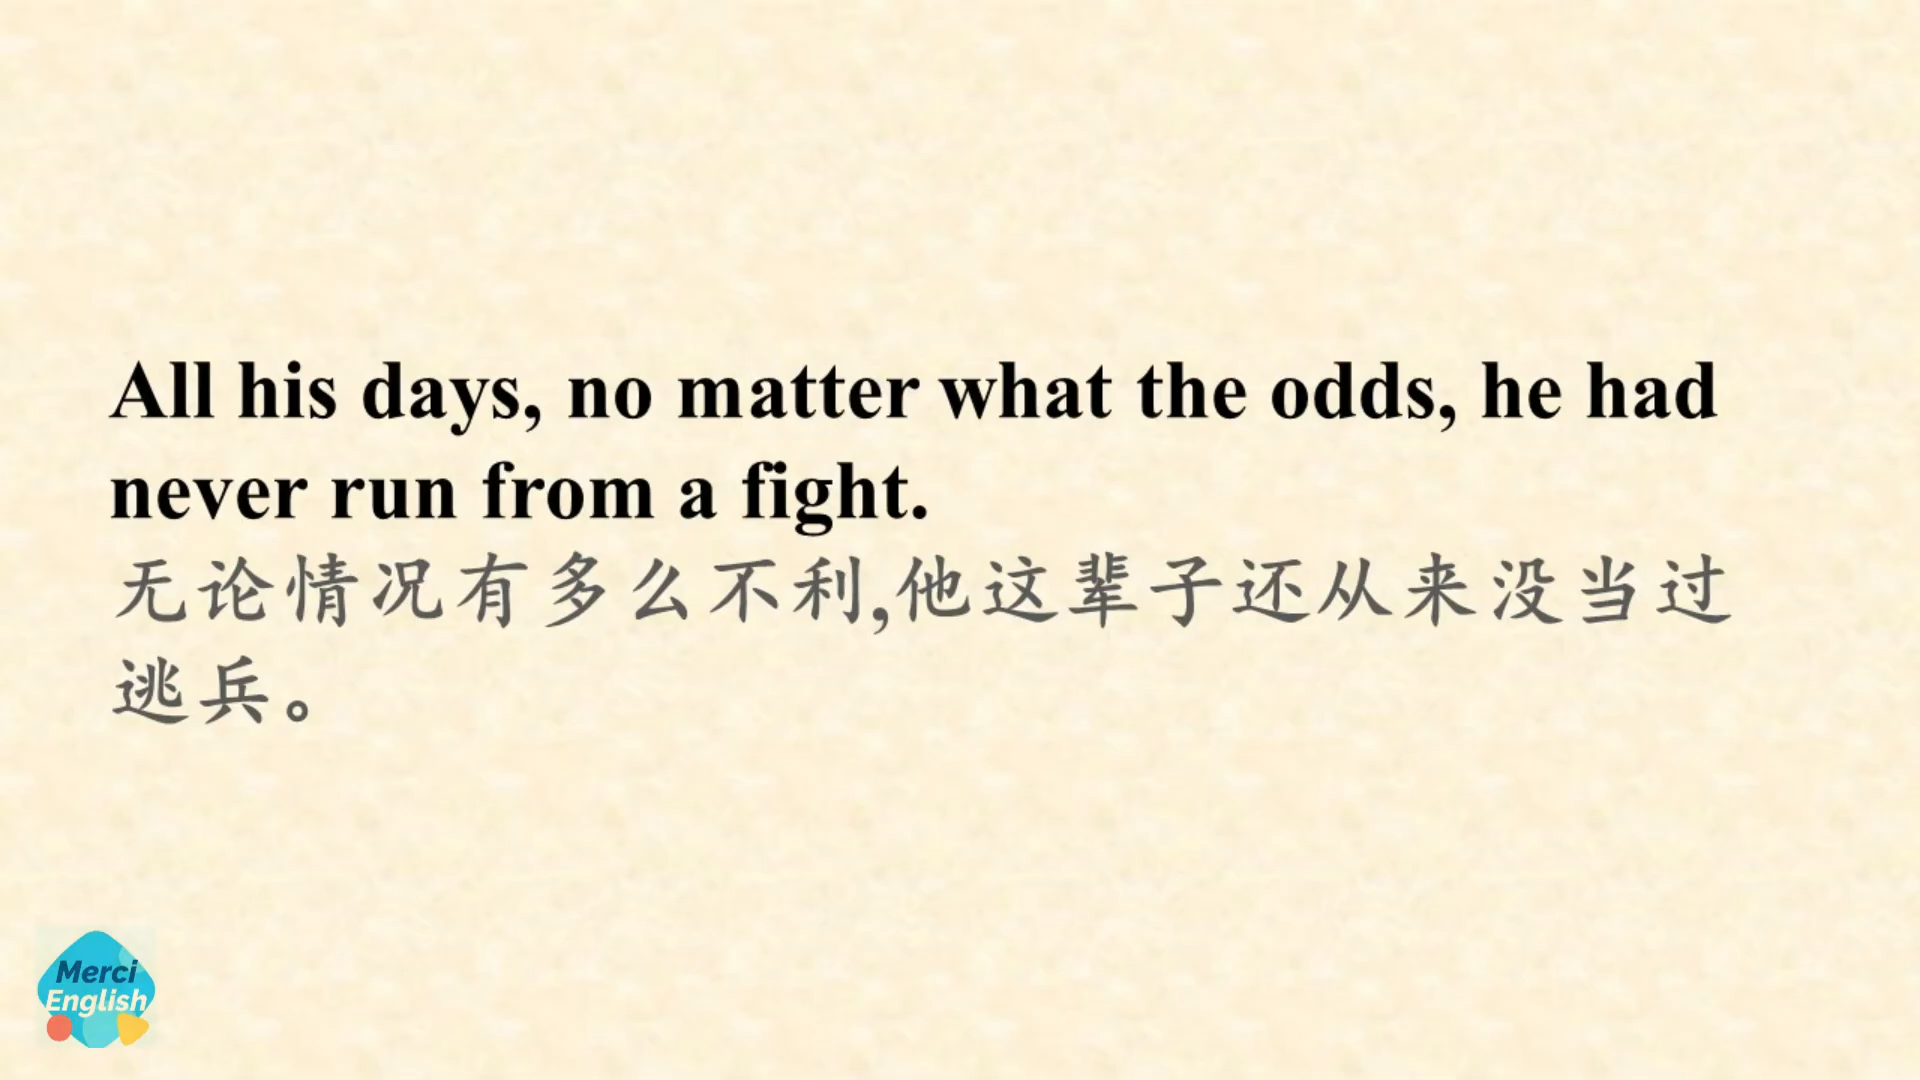 All his days, no matter what the odds, he had
never run from a fight.
无论情况有多么不利,他这辈子还从来没当过
逃兵。
Merci
English